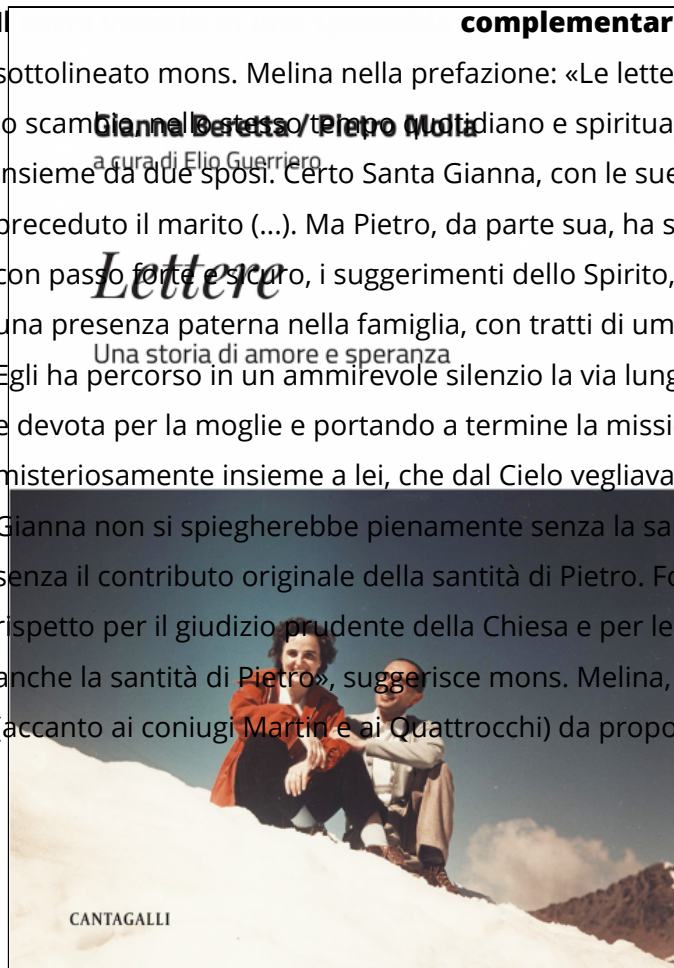 Il complementar
sottolineato mons. Melina nella prefazione: «Le lette
o scambio, nello stesso tempo quotidiano e spiritua
Gianna Beretta / Pietro Molla
a cura di Elio Guerriero
insieme da due sposi. Certo Santa Gianna, con le sue
preceduto il marito (...). Ma Pietro, da parte sua, ha s
Lettere
con passo forte e sicuro, i suggerimenti dello Spirito,
una presenza paterna nella famiglia, con tratti di um
Una storia di amore e speranza
Egli ha percorso in un ammirevole silenzio la via lung
e devota per la moglie e portando a termine la missi
misteriosamente insieme a lei, che dal Cielo vegliava
Gianna non si spiegherebbe pienamente senza la sa
senza il contributo originale della santità di Pietro. Fo
rispetto per il giudizio prudente della Chiesa e per le
anche la santità di Pietro», suggerisce mons. Melina,
(accanto ai coniugi Martin e ai Quattrocchi) da propo
CANTAGALLI